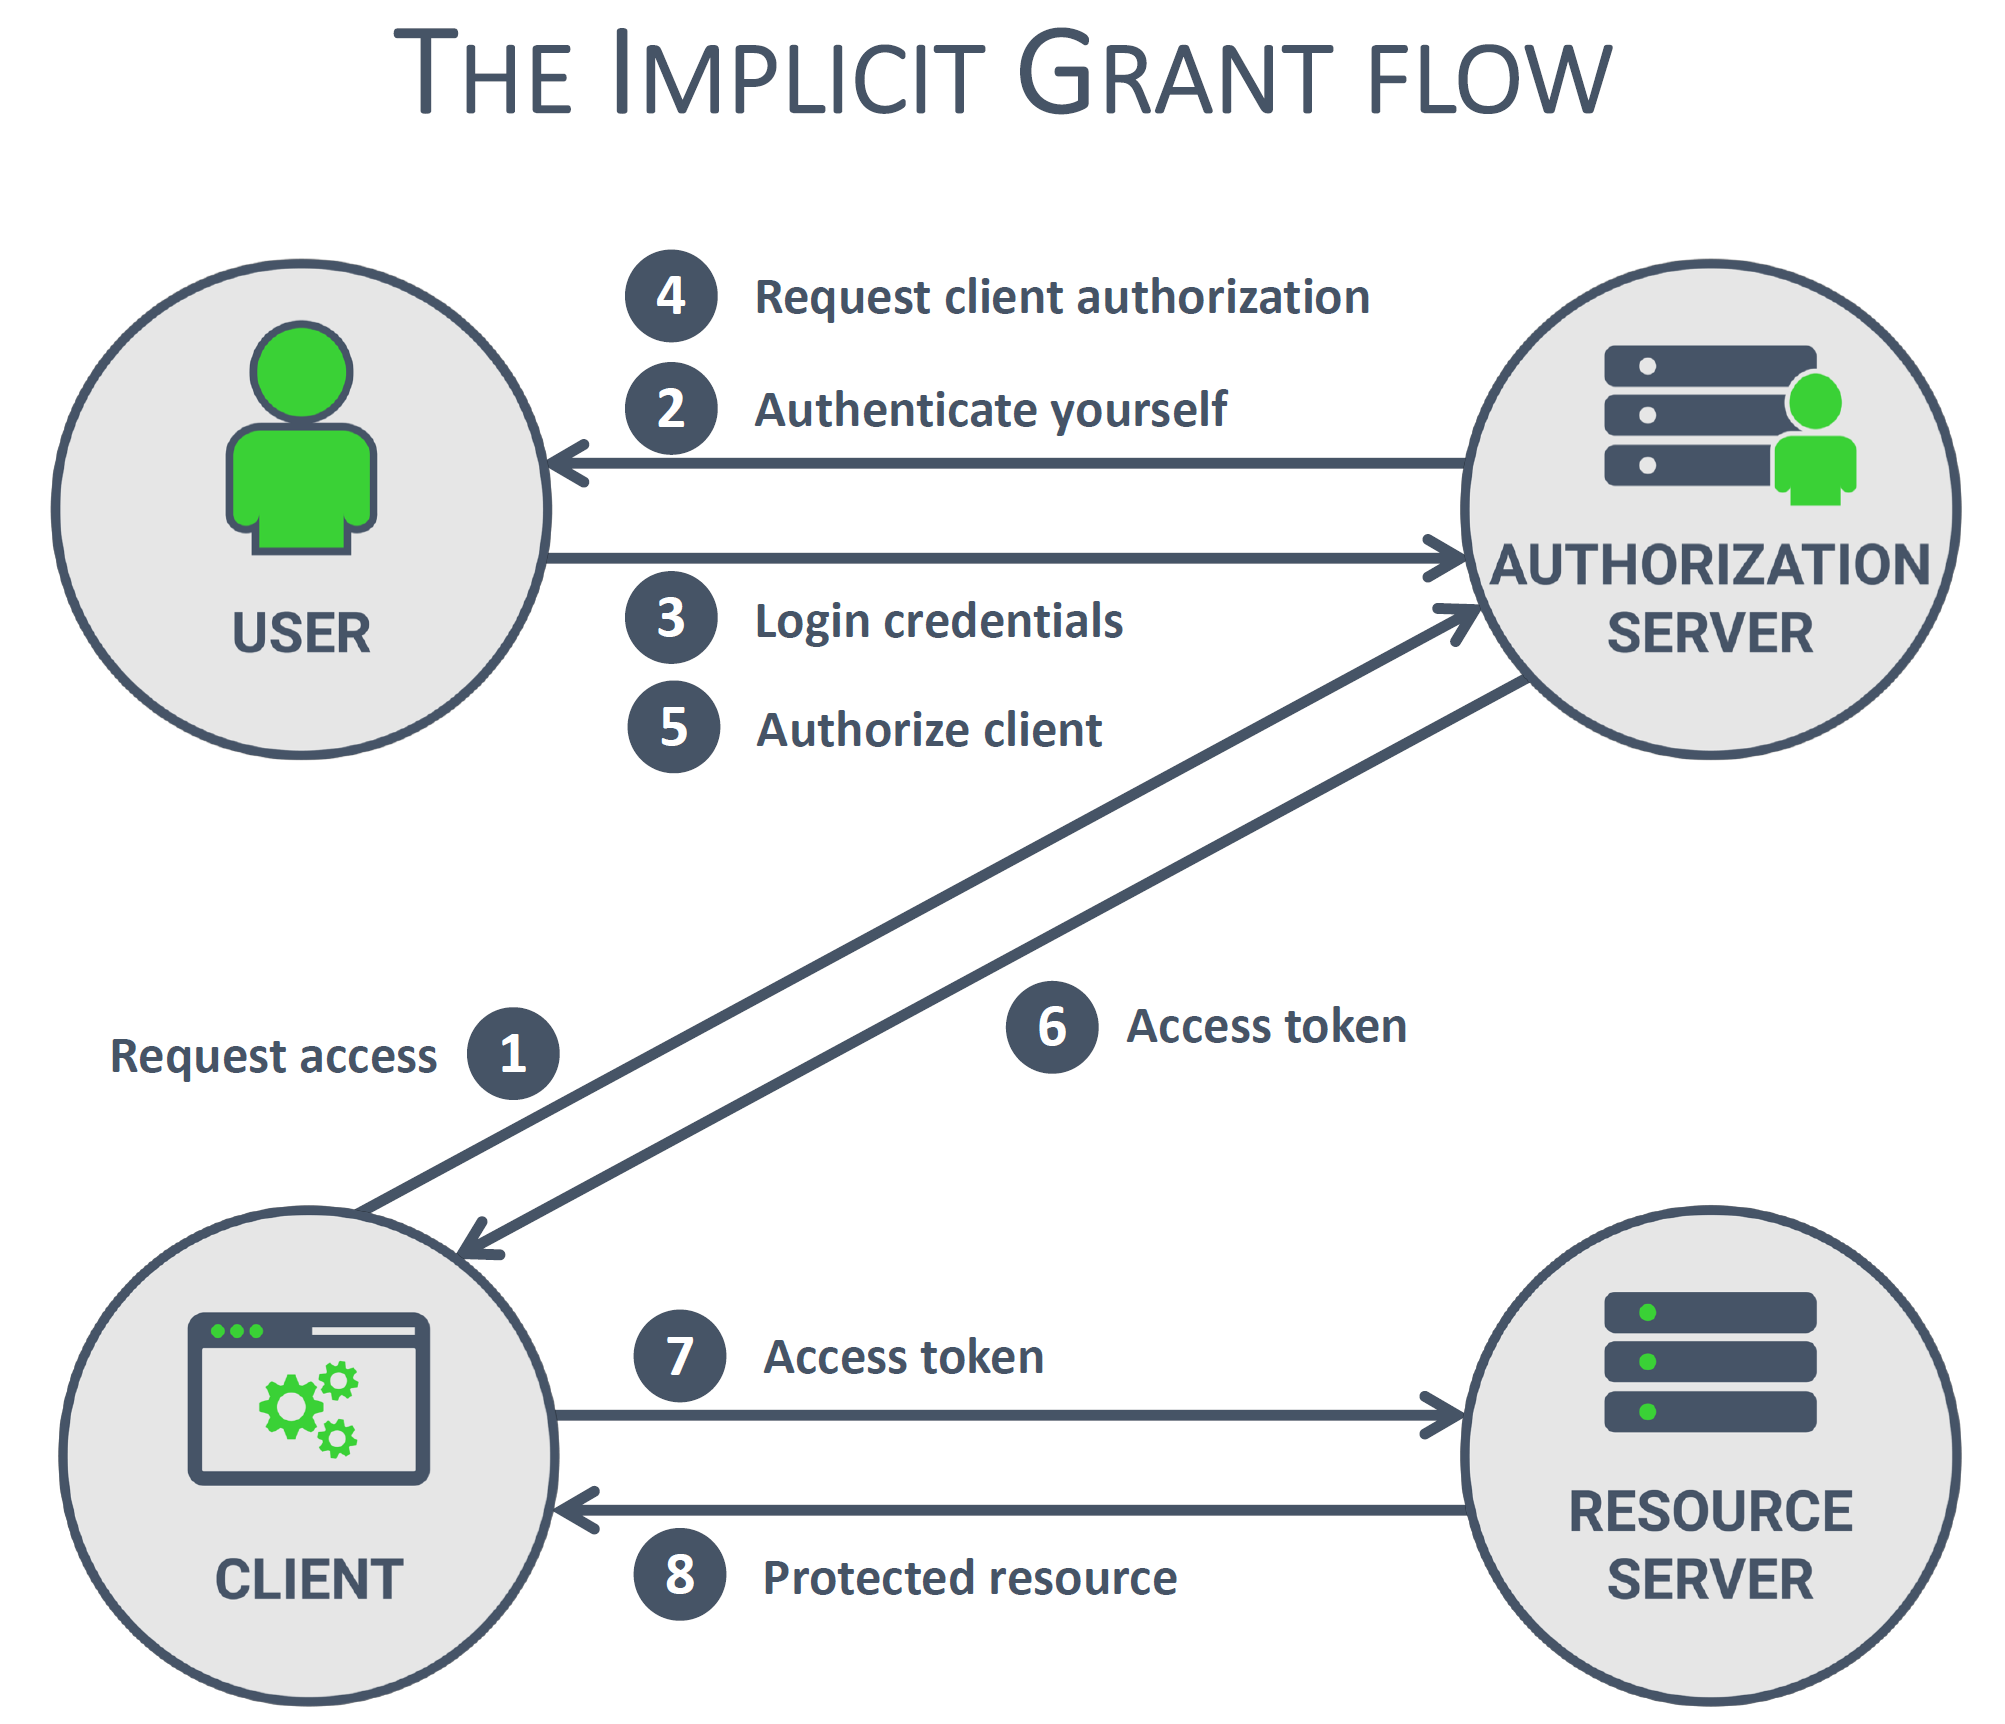 THE IMPLICIT GRANT FLOW
4 Request client authorization
2 Authenticate yourself
USER
AUTHORIZATION
SERVER
3 Login credentials
5 Authorize client
Request access 1
6 Access token
7 Access token
CLIENT
RESOURCE
SERVER
8 Protected resource